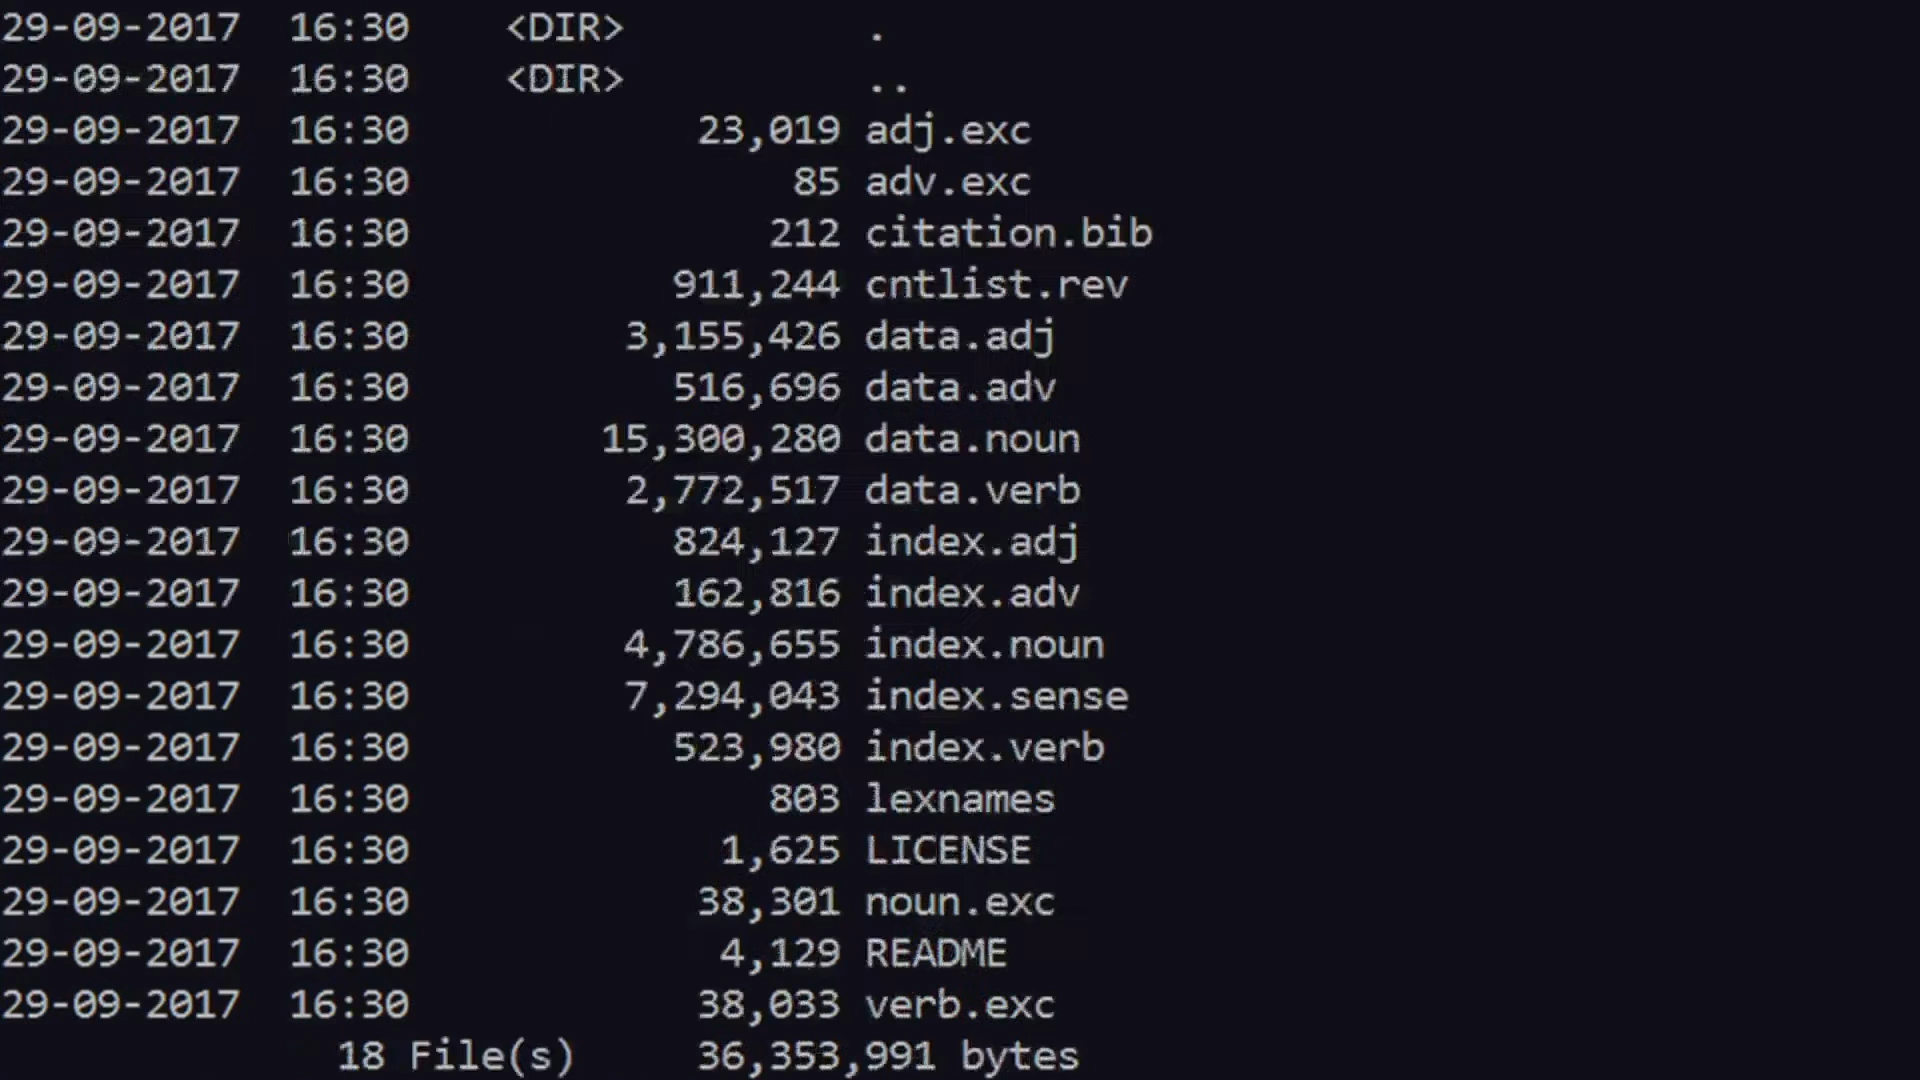 29-09-2017  16:30    <DIR>          .
29-09-2017  16:30    <DIR>          ..
29-09-2017  16:30            23,019 adj.exc
29-09-2017  16:30                85 adv.exc
29-09-2017  16:30               212 citation.bib
29-09-2017  16:30           911,244 cntlist.rev
29-09-2017  16:30         3,155,426 data.adj
29-09-2017  16:30           516,696 data.adv
29-09-2017  16:30        15,300,280 data.noun
29-09-2017  16:30         2,772,517 data.verb
29-09-2017  16:30           824,127 index.adj
29-09-2017  16:30           162,816 index.adv
29-09-2017  16:30         4,786,655 index.noun
29-09-2017  16:30         7,294,043 index.sense
29-09-2017  16:30           523,980 index.verb
29-09-2017  16:30               803 lexnames
29-09-2017  16:30             1,625 LICENSE
29-09-2017  16:30            38,301 noun.exc
29-09-2017  16:30             4,129 README
29-09-2017  16:30            38,033 verb.exc
              18 File(s)     36,353,991 bytes